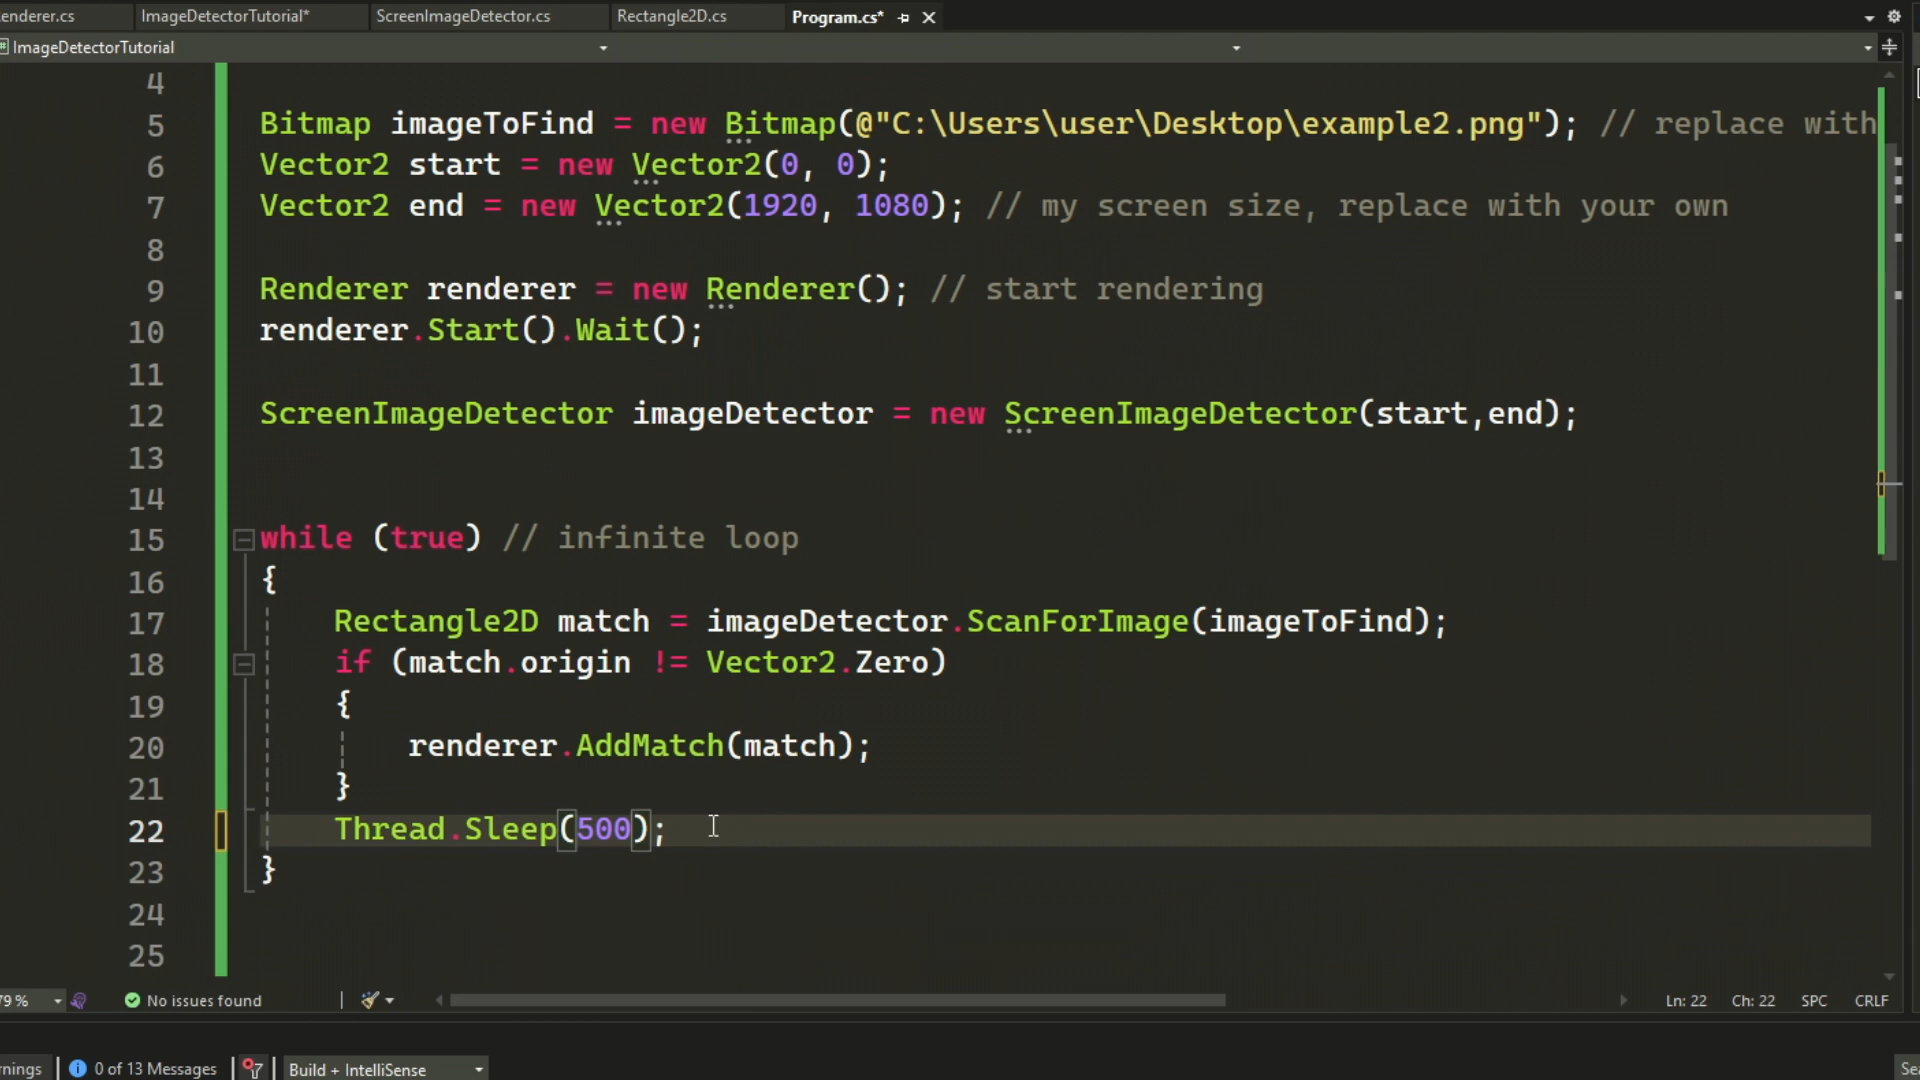 enderer.cs
ImageDetectorTutorial*
ScreenImageDetector.cs
Rectangle2D.cs
Program.cs*
ImageDetectorTutorial
4
5 Bitmap imageToFind = new Bitmap(@"C:\Users\user\Desktop\example2.png"); // replace with
6 Vector2 start = new Vector2(0, 0);
7 Vector2 end = new Vector2(1920, 1080); // my screen size, replace with your own
8
9 Renderer renderer = new Renderer(); // start rendering
10 renderer.Start().Wait();
11
12 ScreenImageDetector imageDetector = new ScreenImageDetector(start,end);
13
14
15 while (true) // infinite loop
16 {
17 Rectangle2D match = imageDetector.ScanForImage(imageToFind);
18 if (match.origin != Vector2.Zero)
19 {
20 renderer.AddMatch(match);
21 }
22 Thread.Sleep(500);
23 }
24
25
79 % No issues found Ln: 22 Ch: 22 SPC CRLF
rnings 0 of 13 Messages Build + IntelliSense Sea